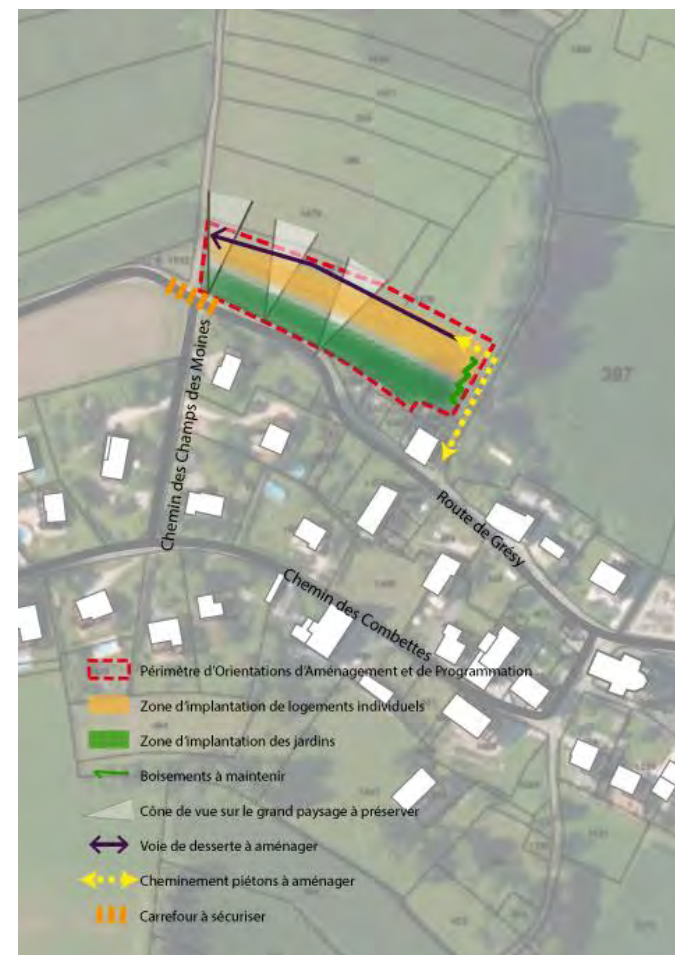 397
Chemin des Champs des Moines
Route de Grésy
Chemin des Combettes
Périmètre d'Orientations d'Aménagement et de Programmation
Zone d'implantation de logements individuels
Zone d'implantation des jardins
Boisements à maintenir
Cône de vue sur le grand paysage à préserver
Voie de desserte à aménager
Cheminement piétons à aménager
Carrefour à sécuriser